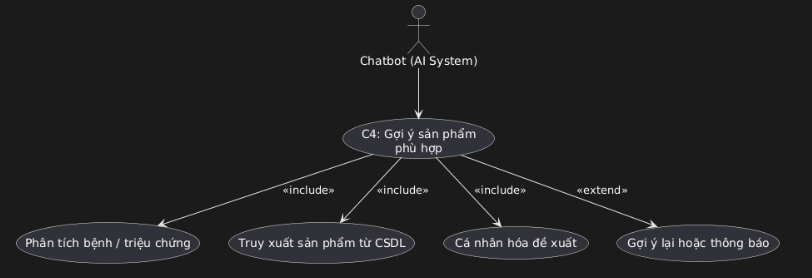 Chatbot (AI System)
C4: Gợi ý sản phẩm
phù hợp
«include»
«include»
«include»
«extend»
Phân tích bệnh / triệu chứng
Truy xuất sản phẩm từ CSDL
Cá nhân hóa đề xuất
Gợi ý lại hoặc thông báo